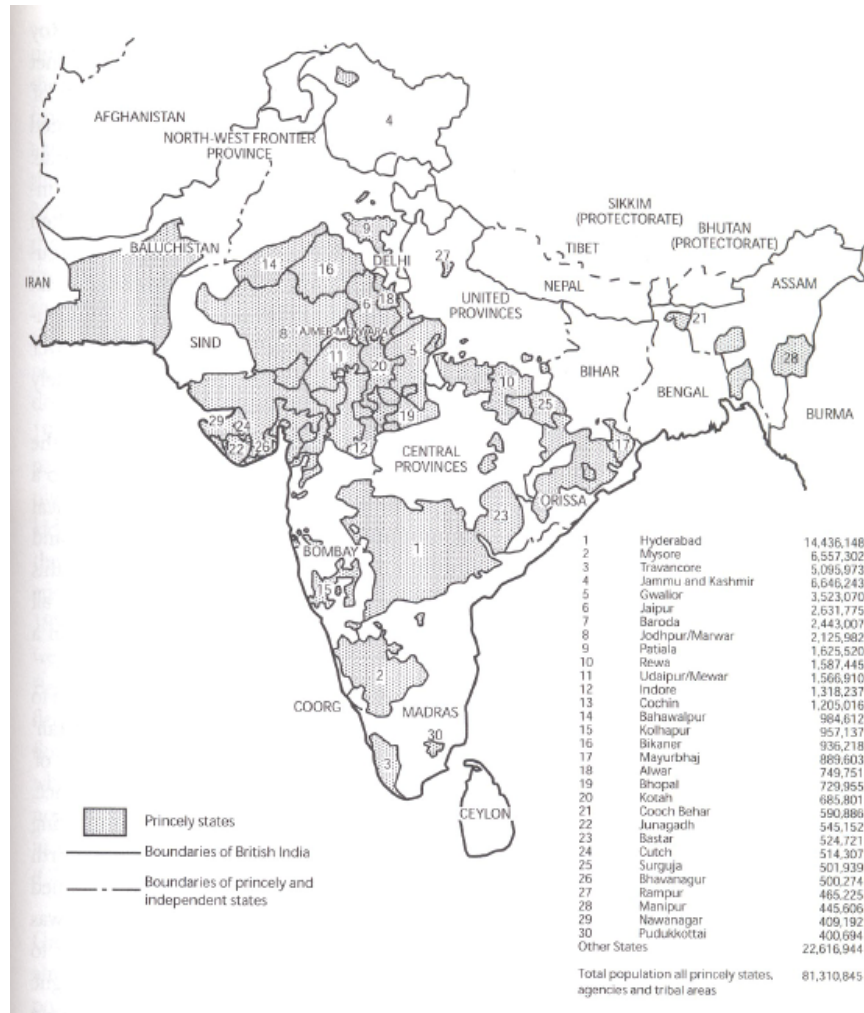 AFGHANISTAN
NORTH-WEST FRONTIER
PROVINCE
4
SIKKIM
(PROTECTORATE)
BHUTAN
(PROTECTORATE)
TIBET
BALUCHISTAN
9
DELHI
27
14
16
NEPAL
ASSAM
IRAN
6
18
UNITED
PROVINCES
21
SIND
8
AJMER-MERWARA
11
5
20
BIHAR
28
10
BENGAL
25
BURMA
29
24
19
22
26
12
17
7
CENTRAL
PROVINCES
ORISSA
23
1
BOMBAY
15
2
COORG
MADRAS
30
3
CEYLON
1 Hyderabad 14,436,148
2 Mysore 6,557,302
3 Travancore 5,095,973
4 Jammu and Kashmir 6,646,243
5 Gwalior 3,523,070
6 Jaipur 2,631,775
7 Baroda 2,443,007
8 Jodhpur/Marwar 2,125,982
9 Patiala 1,625,520
10 Rewa 1,587,445
11 Udaipur/Mewar 1,566,910
12 Indore 1,318,237
13 Cochin 1,205,016
14 Bahawalpur 984,612
15 Kolhapur 957,137
16 Bikaner 936,218
17 Mayurbhaj 889,603
18 Alwar 749,751
19 Bhopal 729,955
20 Kotah 685,801
21 Cooch Behar 590,886
22 Junagadh 545,152
23 Bastar 524,721
24 Cutch 514,307
25 Surguja 501,939
26 Bhavanagur 500,274
27 Rampur 465,225
28 Manipur 445,606
29 Nawanagar 409,192
30 Pudukkottai 400,694
Other States 22,616,944
Total population all princely states, 81,310,845
agencies and tribal areas
Princely states
Boundaries of British India
Boundaries of princely and
independent states